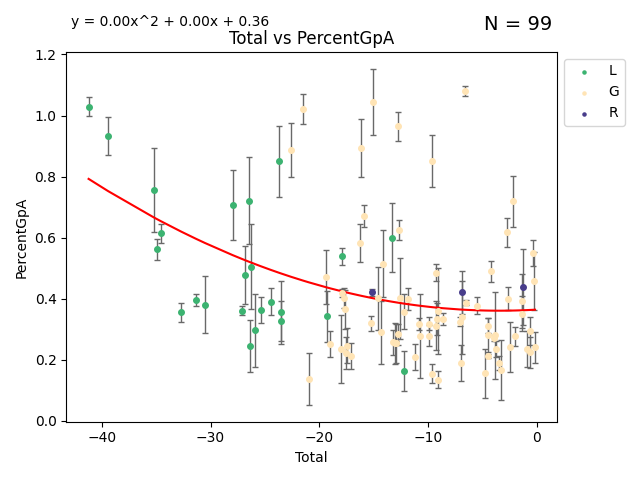 y = 0.00x^2 + 0.00x + 0.36
N = 99
Total vs PercentGpA
1.2
1.0
0.8
0.6
0.4
0.2
0.0
PercentGpA
−40
−30
−20
−10
0
Total
L
G
R